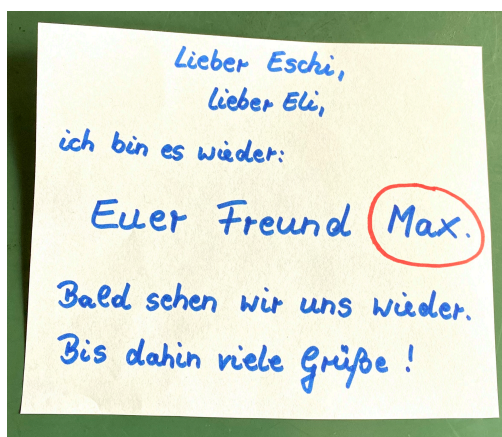 Lieber Eschi,
lieber Eli,
ich bin es wieder:
Euer Freund Max.
Bald sehen wir uns wieder.
Bis dahin viele Grüße!